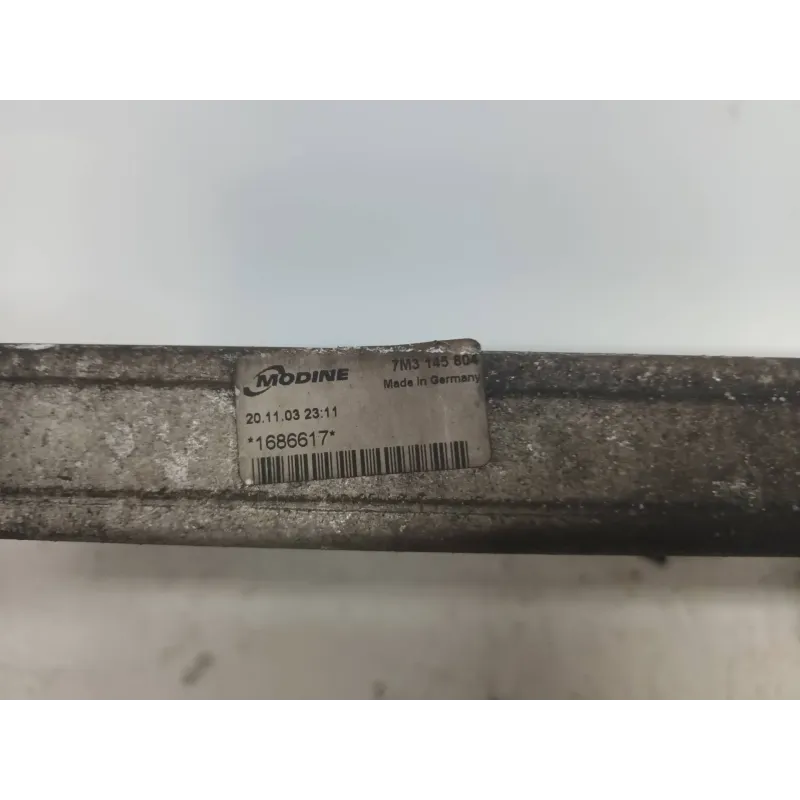 MODINE
7M3 145 804
Made in Germany
20.11.03 23:11
*1686617*